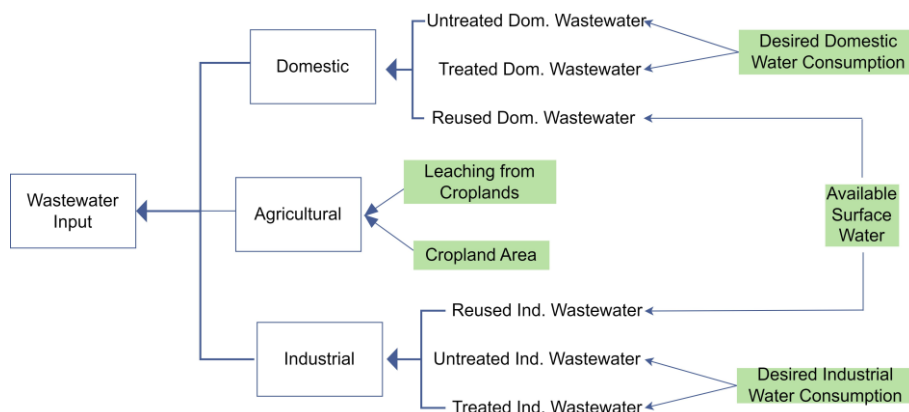 Untreated Dom. Wastewater
Desired Domestic
Water Consumption
Domestic
Treated Dom. Wastewater
Reused Dom. Wastewater
Leaching from
Croplands
Wastewater
Input
Agricultural
Available
Surface
Water
Cropland Area
Reused Ind. Wastewater
Industrial
Untreated Ind. Wastewater
Desired Industrial
Water Consumption
Treated Ind. Wastewater